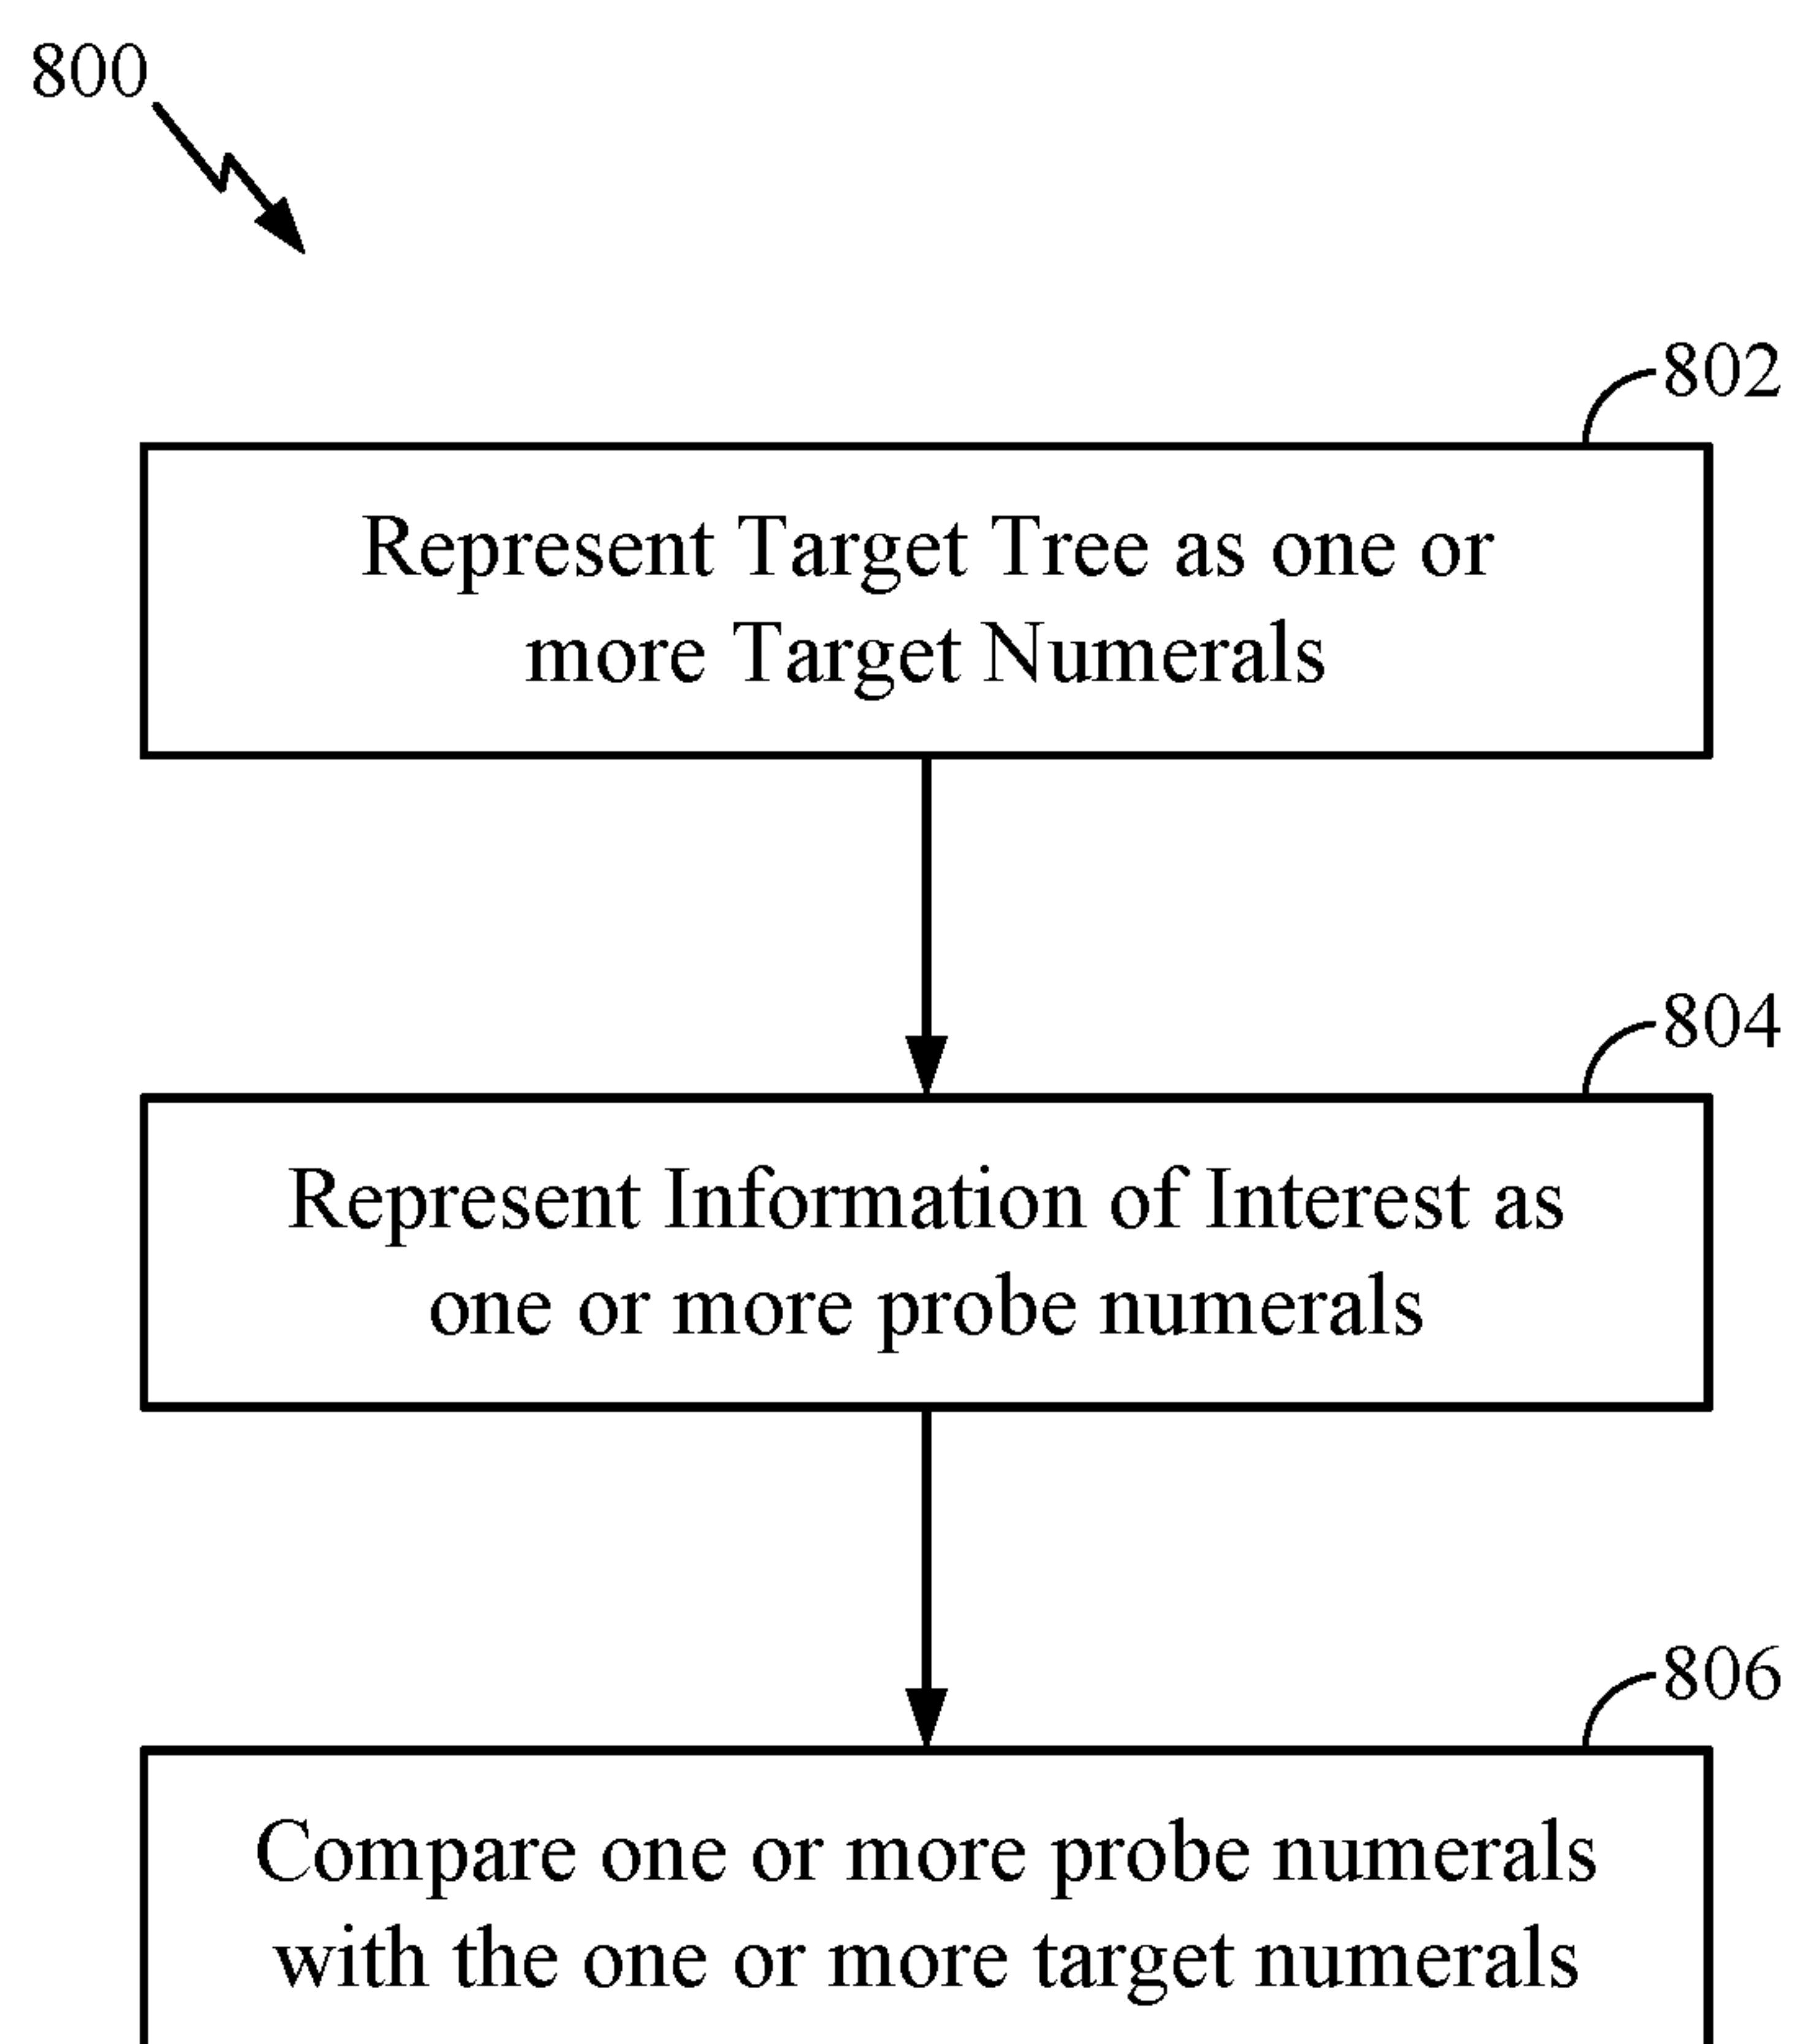 800
802
Represent Target Tree as one or
more Target Numerals
804
Represent Information of Interest as
one or more probe numerals
806
Compare one or more probe numerals
with the one or more target numerals